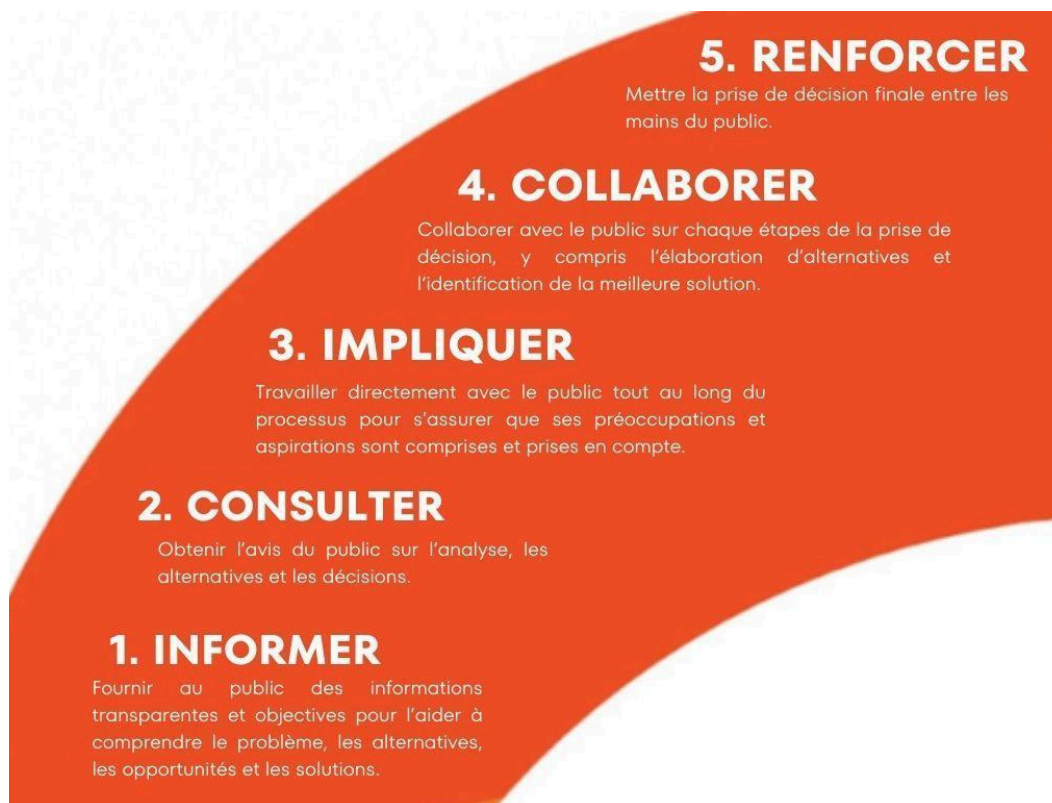 5. RENFORCER
Mettre la prise de décision finale entre les
mains du public.
4. COLLABORER
Collaborer avec le public sur chaque étapes de la prise de
décision, y compris l'élaboration d'alternatives et
l'identification de la meilleure solution.
3. IMPLIQUER
Travailler directement avec le public tout au long du
processus pour s'assurer que ses préoccupations et
aspirations sont comprises et prises en compte.
2. CONSULTER
Obtenir l'avis du public sur l'analyse, les
alternatives et les décisions.
1. INFORMER
Fournir au public des informations
transparentes et objectives pour l'aider à
comprendre le problème, les alternatives,
les opportunités et les solutions.